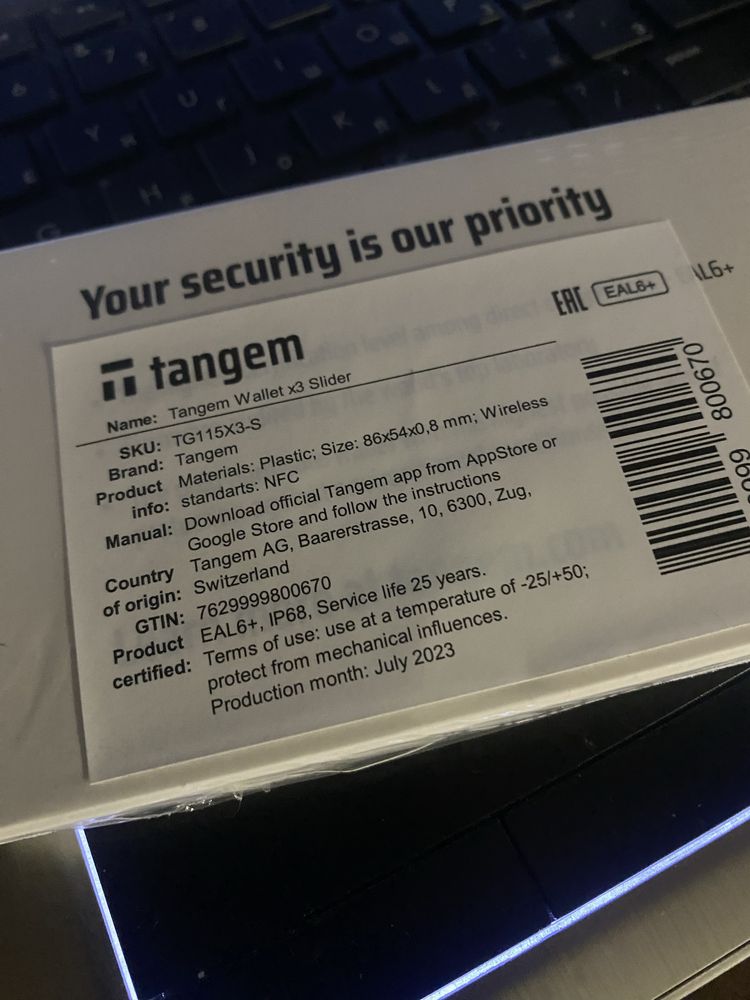 Your security is our priority
EAL6+
tangem
EAC EAL6+
Name: Tangem Wallet x3 Slider
SKU: TG115X3-S
Brand: Tangem
Product info: Materials: Plastic; Size: 86x54x0,8 mm; Wireless
standarts: NFC
Manual: Download official Tangem app from AppStore or
Google Store and follow the instructions
Country of origin: Tangem AG, Baarerstrasse, 10, 6300, Zug,
Switzerland
GTIN: 7629999800670
Product certified: EAL6+, IP68, Service life 25 years.
Terms of use: use at a temperature of -25/+50;
protect from mechanical influences.
Production month: July 2023
800670
Y
U
I
O
G
H
J
K
L